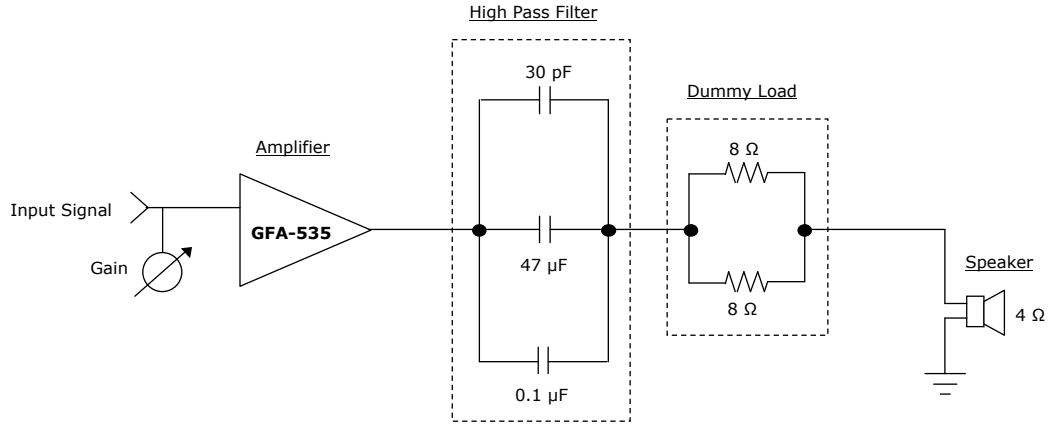 High Pass Filter
30 pF
Dummy Load
8 Ω
Amplifier
Input Signal
GFA-535
Gain
47 µF
8 Ω
Speaker
4 Ω
0.1 µF